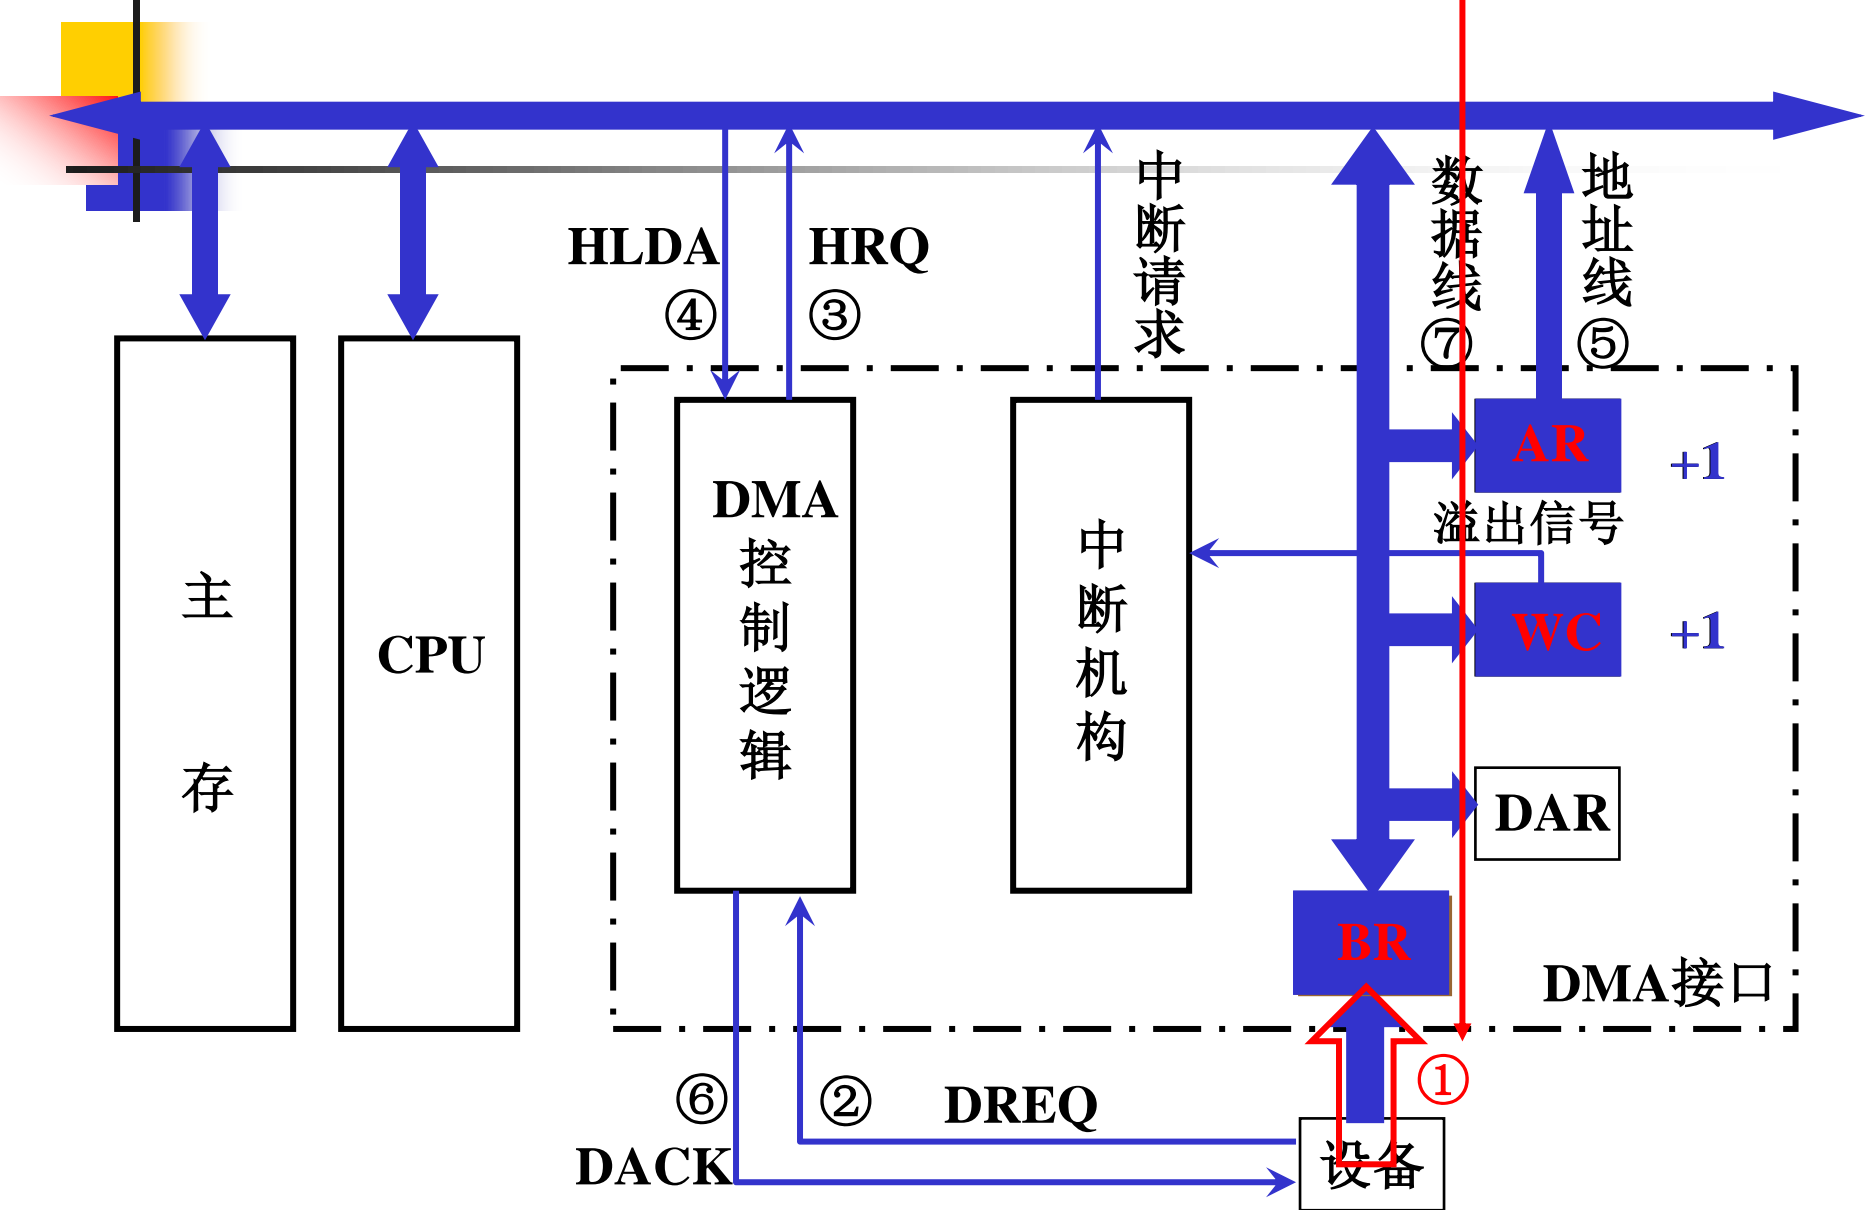 HLDA
④
HRQ
③
中断请求
数据线
⑦
地址线
⑤
主存
CPU
DMA
控制逻辑
中断机构
AR
+1
溢出信号
WC
+1
DAR
BR
DMA接口
⑥
②
DREQ
①
DACK
设备